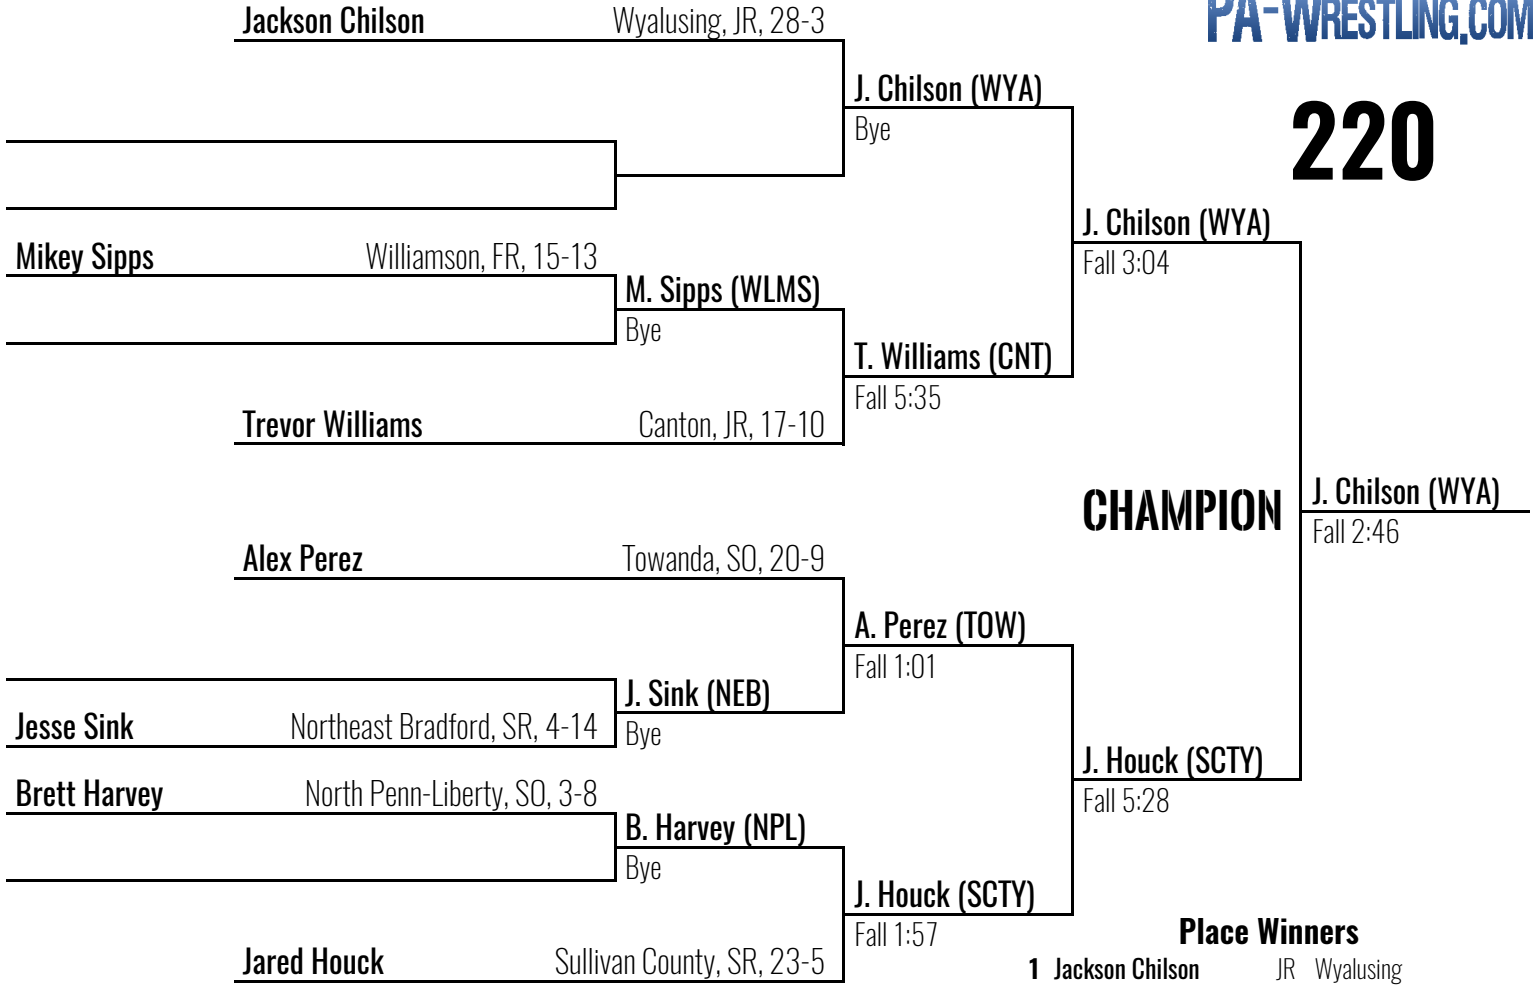 PA-WRESTLING.COM
220
Jackson Chilson Wyalusing, JR, 28-3
J. Chilson (WYA)
Bye
J. Chilson (WYA)
Fall 3:04
Mikey Sipps Williamson, FR, 15-13
M. Sipps (WLMS)
Bye
T. Williams (CNT)
Fall 5:35
Trevor Williams Canton, JR, 17-10
CHAMPION
J. Chilson (WYA)
Fall 2:46
Alex Perez Towanda, SO, 20-9
A. Perez (TOW)
Fall 1:01
J. Sink (NEB)
Bye
Jesse Sink Northeast Bradford, SR, 4-14
J. Houck (SCTY)
Fall 5:28
Brett Harvey North Penn-Liberty, SO, 3-8
B. Harvey (NPL)
Bye
J. Houck (SCTY)
Fall 1:57
Jared Houck Sullivan County, SR, 23-5
Place Winners
1 Jackson Chilson JR Wyalusing